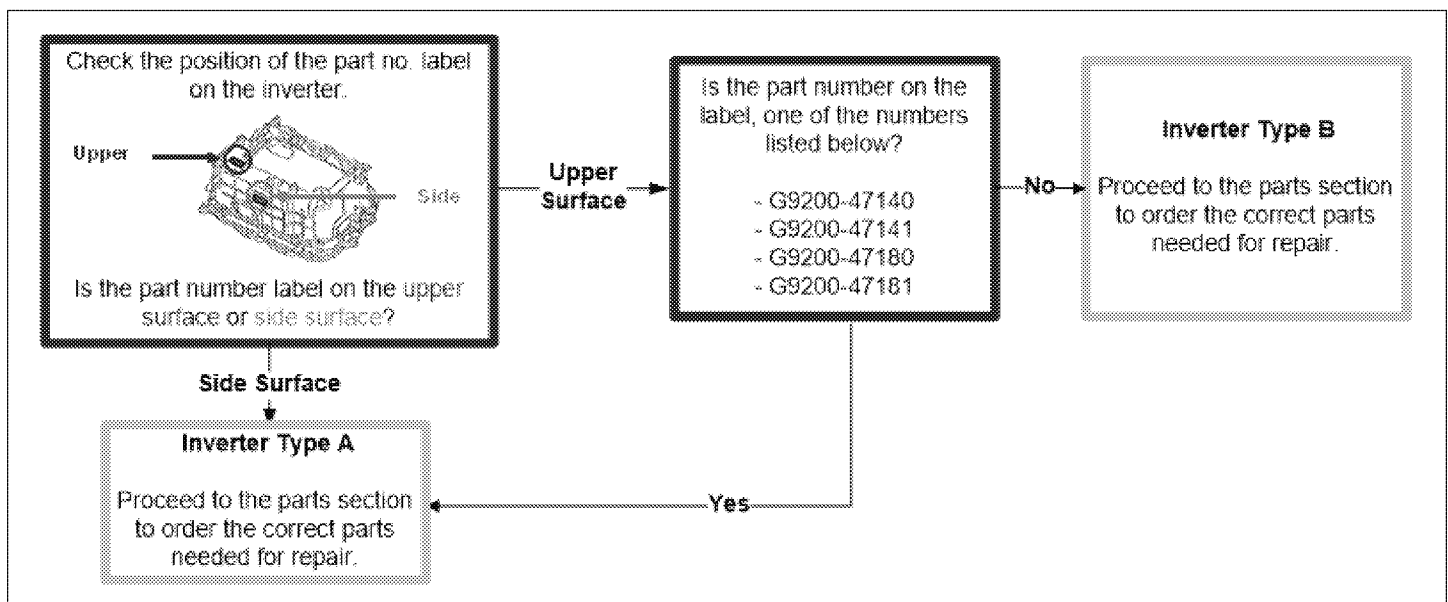 Check the position of the part no. label
on the inverter.
Upper
Side
Is the part number label on the upper
surface or side surface?
Upper
Surface
Is the part number on the
label, one of the numbers
listed below?
- G9200-47140
- G9200-47141
- G9200-47180
- G9200-47181
No
Inverter Type B
Proceed to the parts section
to order the correct parts
needed for repair.
Side Surface
Inverter Type A
Proceed to the parts section
to order the correct parts
needed for repair.
Yes